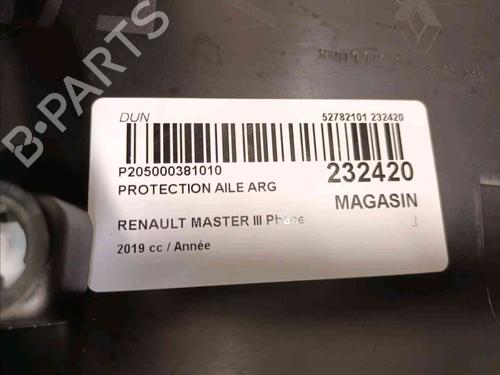 DUN 52782101 232420
P205000381010 232420
PROTECTION AILE ARG
MAGASIN
RENAULT MASTER III Phase
2019 cc / Année
B-PARTS